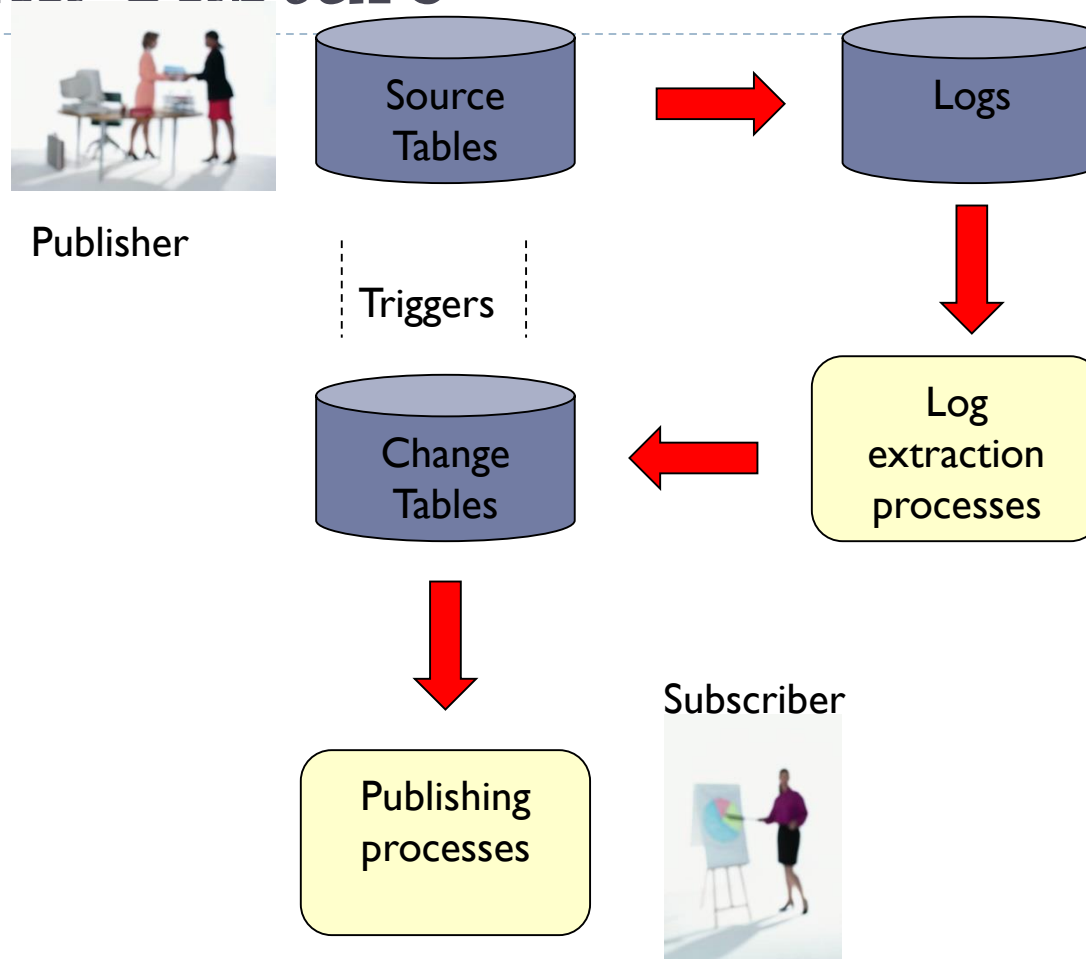 Source
Tables
Logs
Publisher
Triggers
Change
Tables
Log
extraction
processes
Subscriber
Publishing
processes